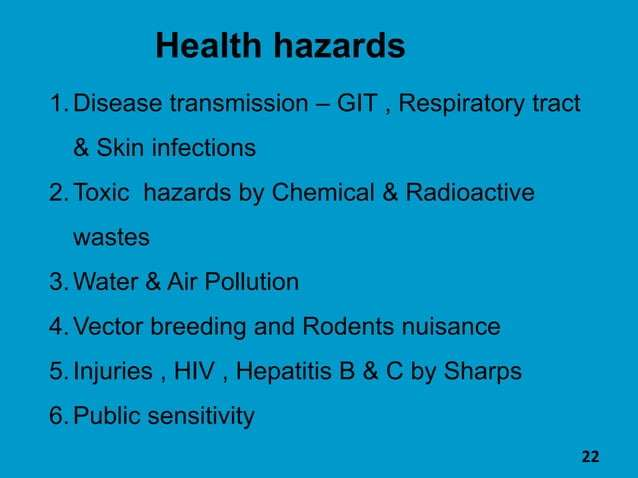 Health hazards
1. Disease transmission – GIT , Respiratory tract
& Skin infections
2. Toxic hazards by Chemical & Radioactive
wastes
3. Water & Air Pollution
4. Vector breeding and Rodents nuisance
5. Injuries , HIV , Hepatitis B & C by Sharps
6. Public sensitivity
22